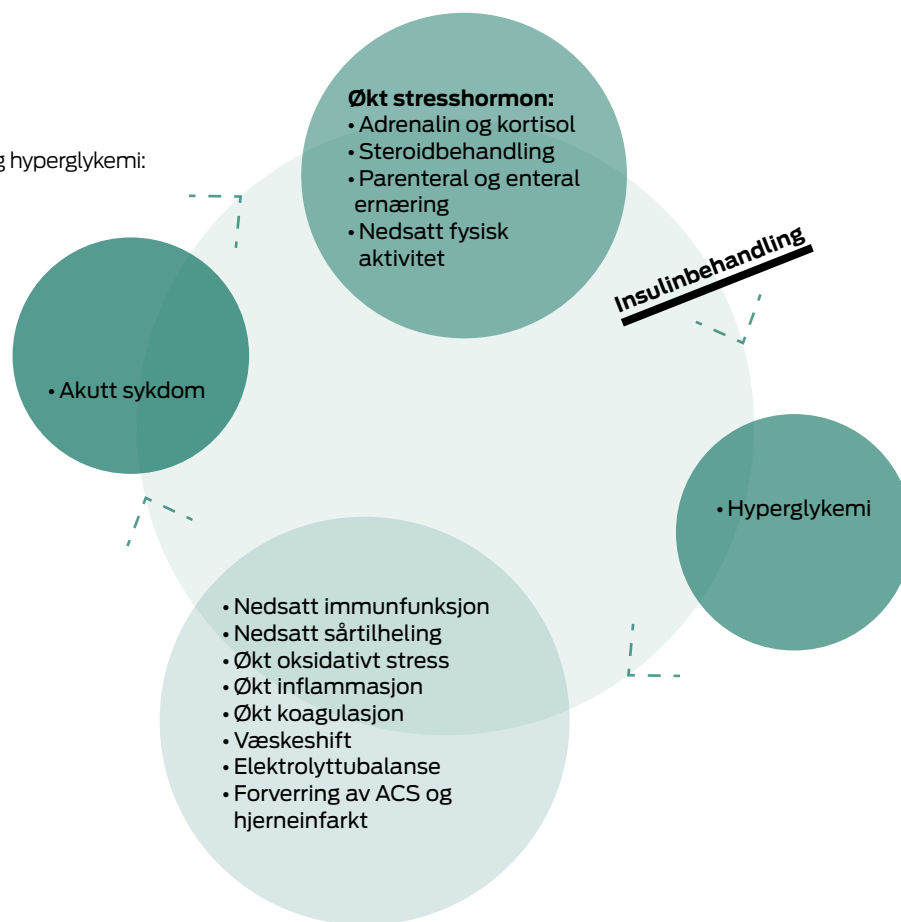 g hyperglykemi:
Økt stresshormon:
• Adrenalin og kortisol
• Steroidbehandling
• Parenteral og enteral
ernæring
• Nedsatt fysisk
aktivitet
Insulinbehandling
• Akutt sykdom
• Hyperglykemi
• Nedsatt immunfunksjon
• Nedsatt sårtilheling
• Økt oksidativt stress
• Økt inflammasjon
• Økt koagulasjon
• Væskeshift
• Elektrolyttubalanse
• Forverring av ACS og
hjerneinfarkt